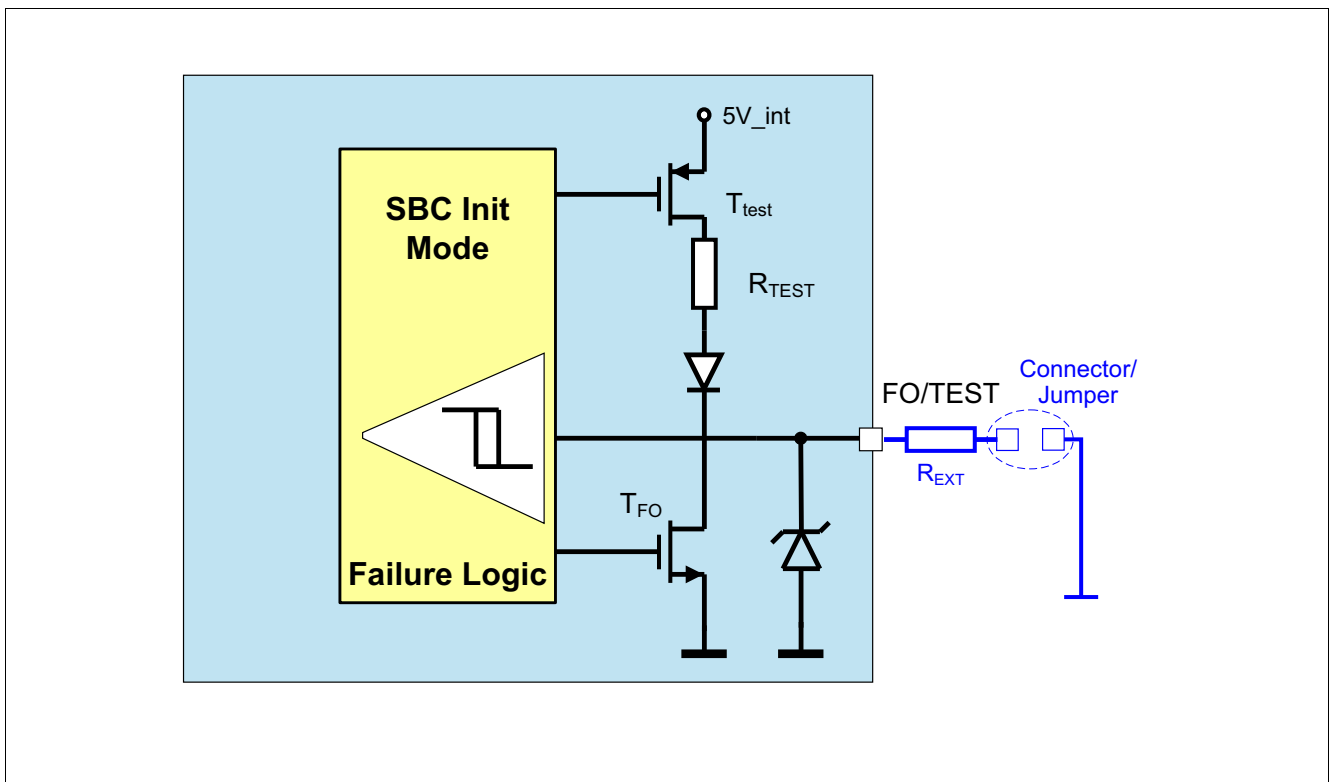 5V_int
SBC Init
Mode
Ttest
RTEST
Connector/
Jumper
FO/TEST
REXT
TFO
Failure Logic